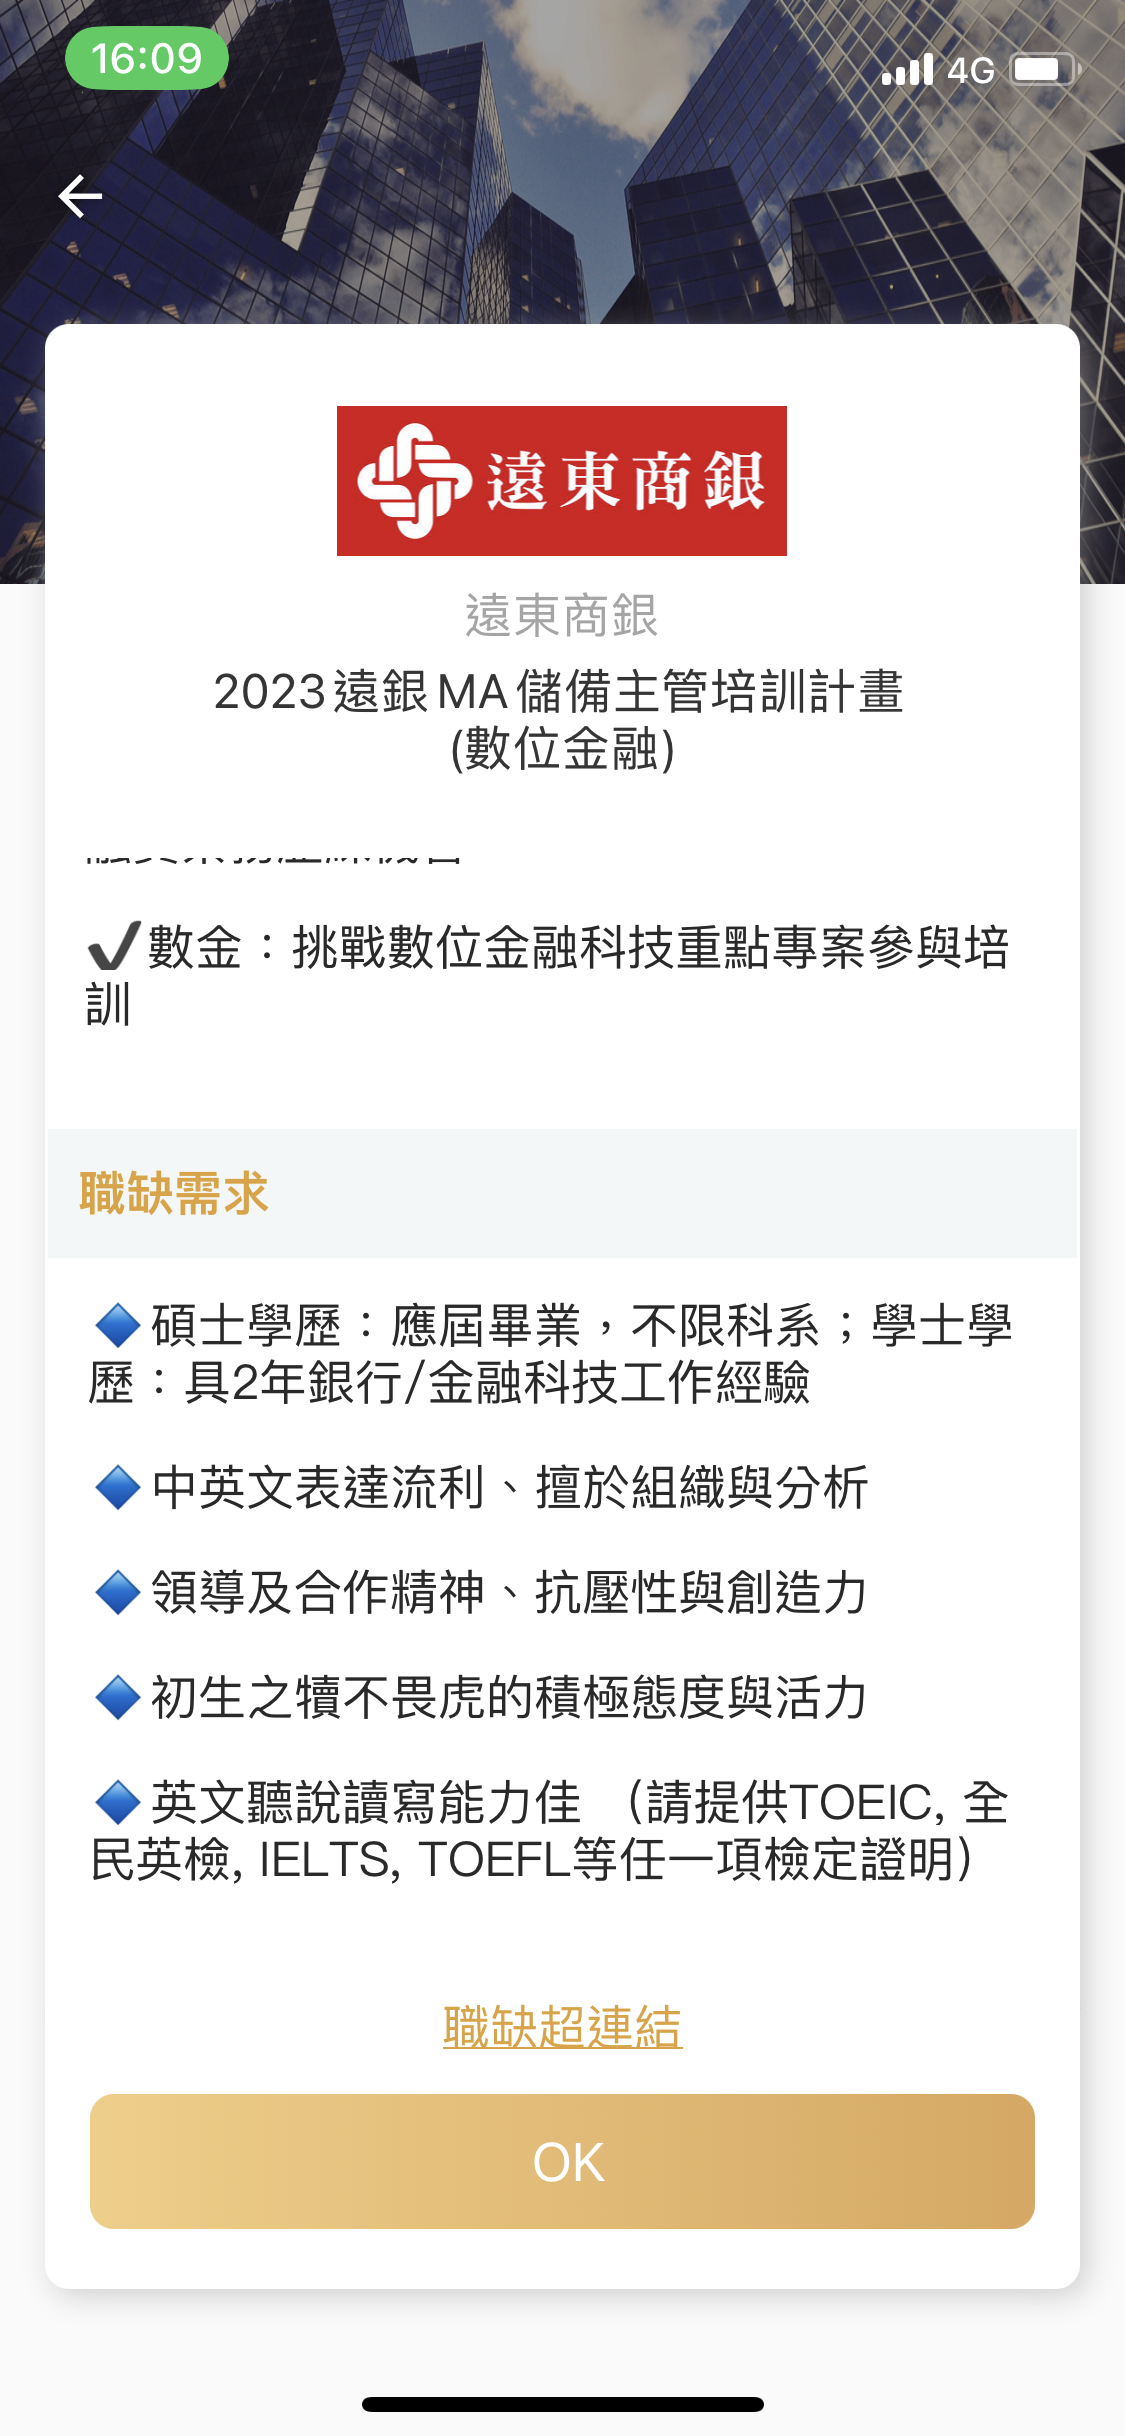 16:09
4G
遠東商銀
遠東商銀
2023遠銀MA儲備主管培訓計畫
(數位金融)
✔數金：挑戰數位金融科技重點專案參與培
訓
職缺需求
🔷碩士學歷：應屆畢業，不限科系；學士學
歷：具2年銀行/金融科技工作經驗
🔷中英文表達流利、擅於組織與分析
🔷領導及合作精神、抗壓性與創造力
🔷初生之犢不畏虎的積極態度與活力
🔷英文聽說讀寫能力佳 （請提供TOEIC, 全
民英檢, IELTS, TOEFL等任一項檢定證明）
職缺超連結
OK